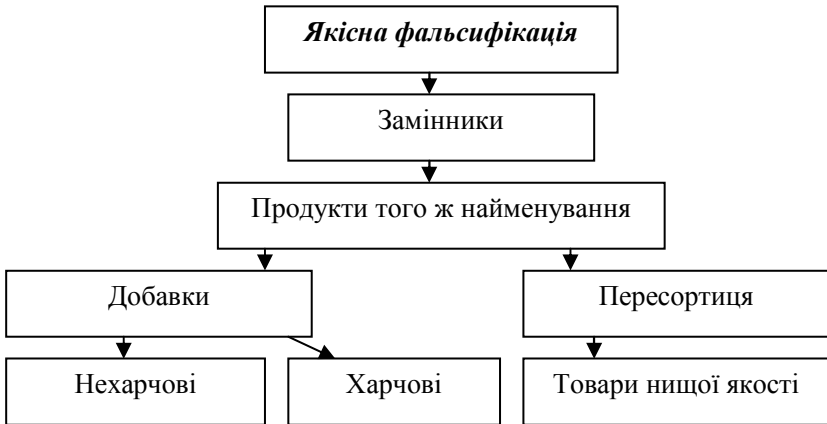 Якісна фальсифікація
Замінники
Продукти того ж найменування
Добавки
Пересортиця
Нехарчові
Харчові
Товари нищої якості